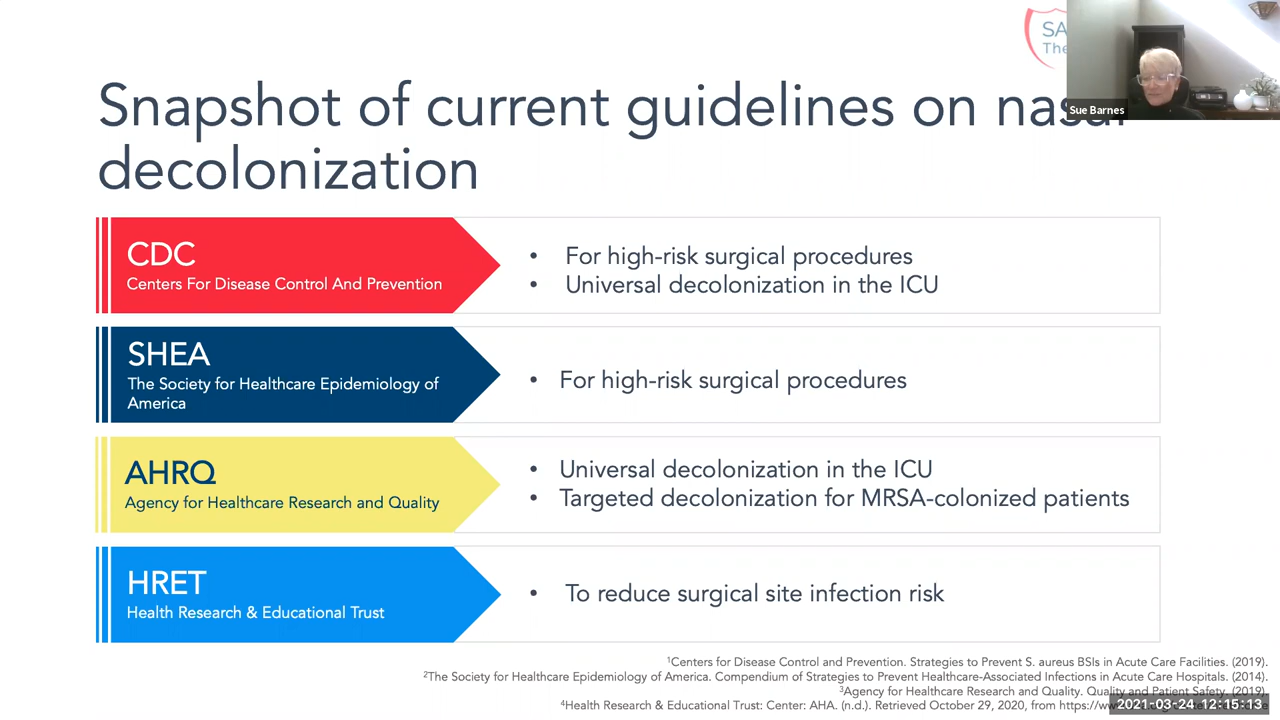 SA
The
Sue Barnes
Snapshot of current guidelines on nasal
decolonization
CDC
Centers For Disease Control And Prevention
• For high-risk surgical procedures
• Universal decolonization in the ICU
SHEA
The Society for Healthcare Epidemiology of
America
• For high-risk surgical procedures
AHRQ
Agency for Healthcare Research and Quality
• Universal decolonization in the ICU
• Targeted decolonization for MRSA-colonized patients
HRET
Health Research & Educational Trust
• To reduce surgical site infection risk
¹Centers for Disease Control and Prevention. Strategies to Prevent S. aureus BSIs in Acute Care Facilities. (2019).
²The Society for Healthcare Epidemiology of America. Compendium of Strategies to Prevent Healthcare-Associated Infections in Acute Care Hospitals. (2014).
³Agency for Healthcare Research and Quality. Quality and Patient Safety. (2019).
⁴Health Research & Educational Trust: Center: AHA. (n.d.). Retrieved October 29, 2020, from
2021-03-24 12:15:13